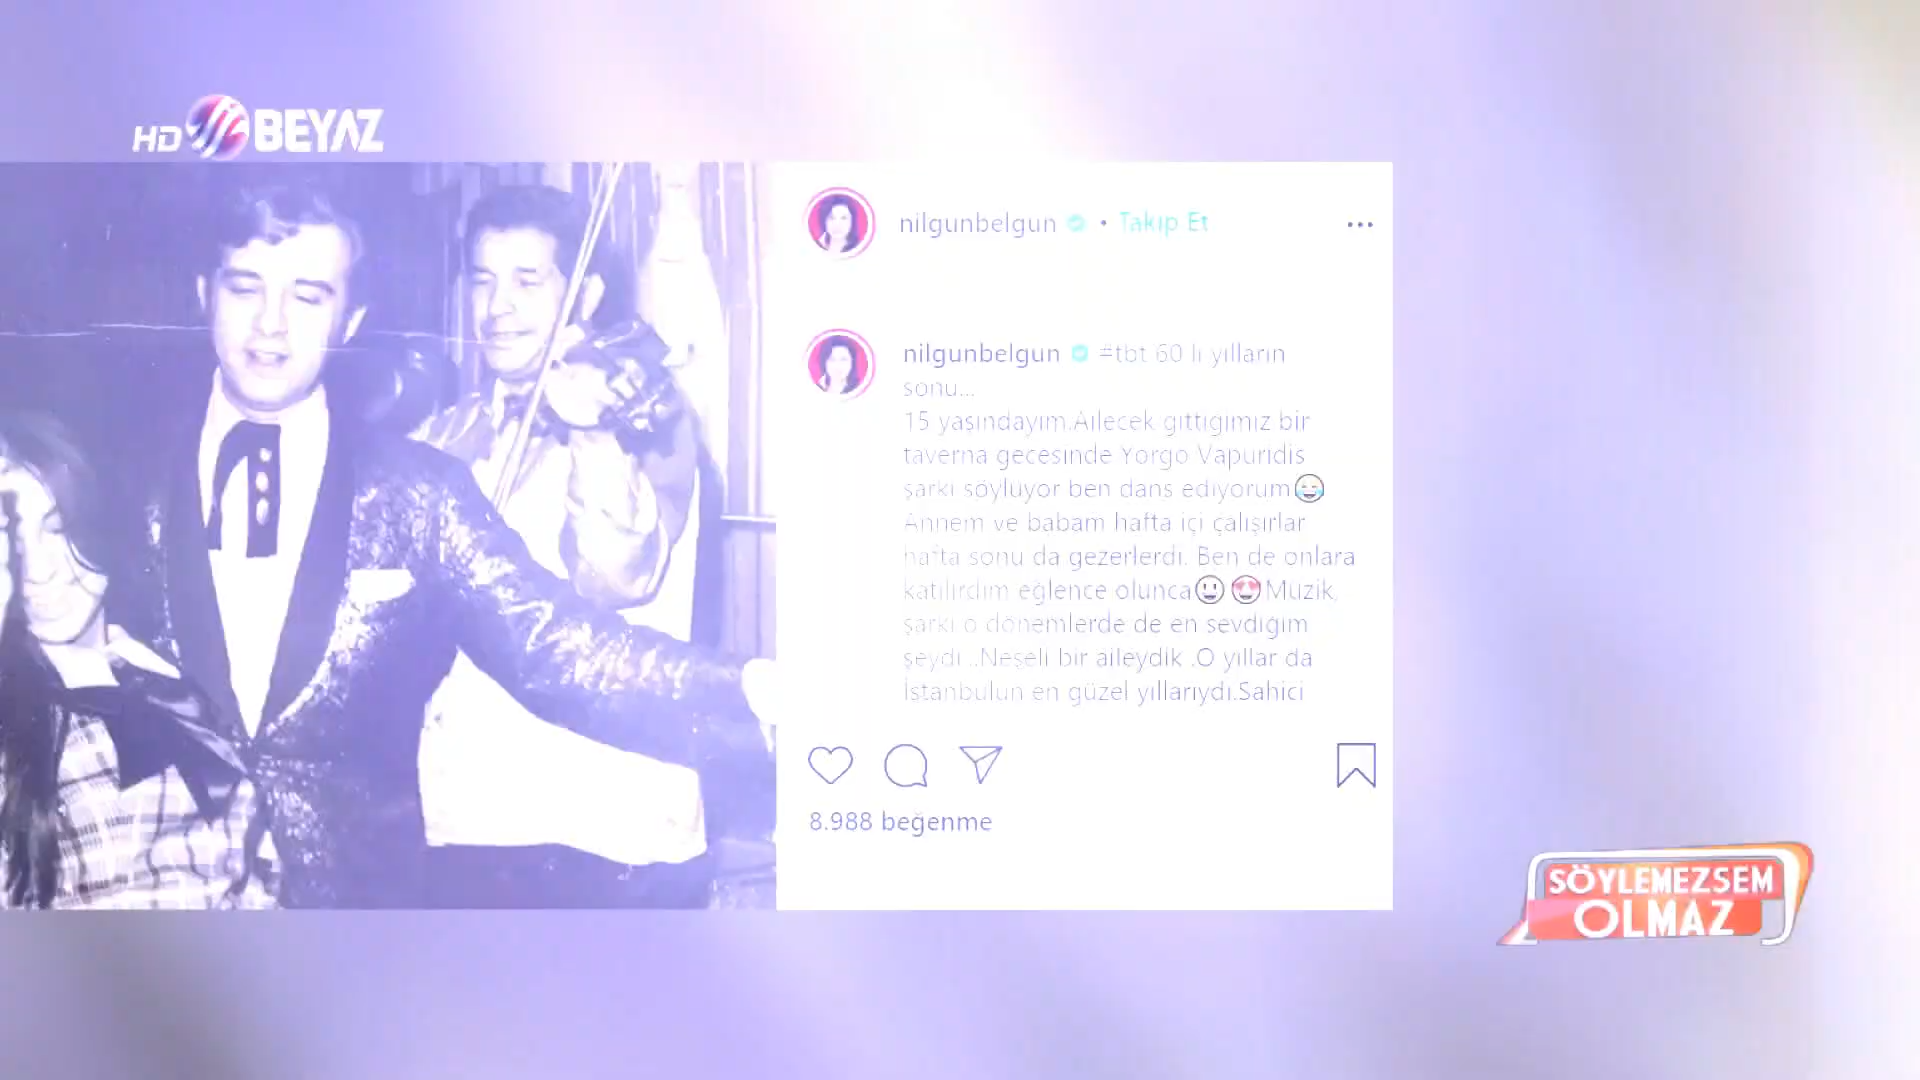 HD BEYAZ
nilgunbelgun • Takip Et
nilgunbelgun #tbt 60 lı yılların
sonu...
15 yaşındayım.Ailecek gittiğimiz bir
taverna gecesinde Yorgo Vapuridis
şarkı söylüyor ben dans ediyorum😂
Annem ve babam hafta içi çalışırlar
hafta sonu da gezerlerdi. Ben de onlara
katılırdım eğlence olunca😃😍Müzik,
şarkı o dönemlerde de en sevdiğim
şeydi ..Neşeli bir aileydik .O yıllar da
İstanbulun en güzel yıllarıydı.Sahici
8.988 beğenme
SÖYLEMEZSEM
OLMAZ